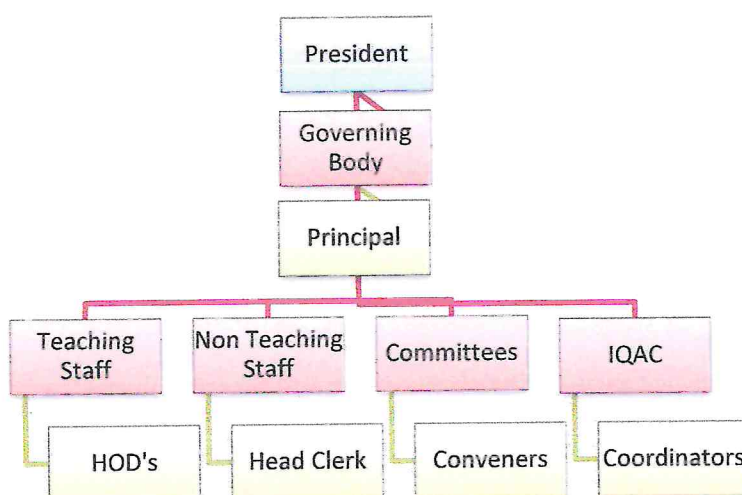 President
Governing
Body
Principal
Teaching
Staff
Non Teaching
Staff
Committees
IQAC
HOD's
Head Clerk
Conveners
Coordinators